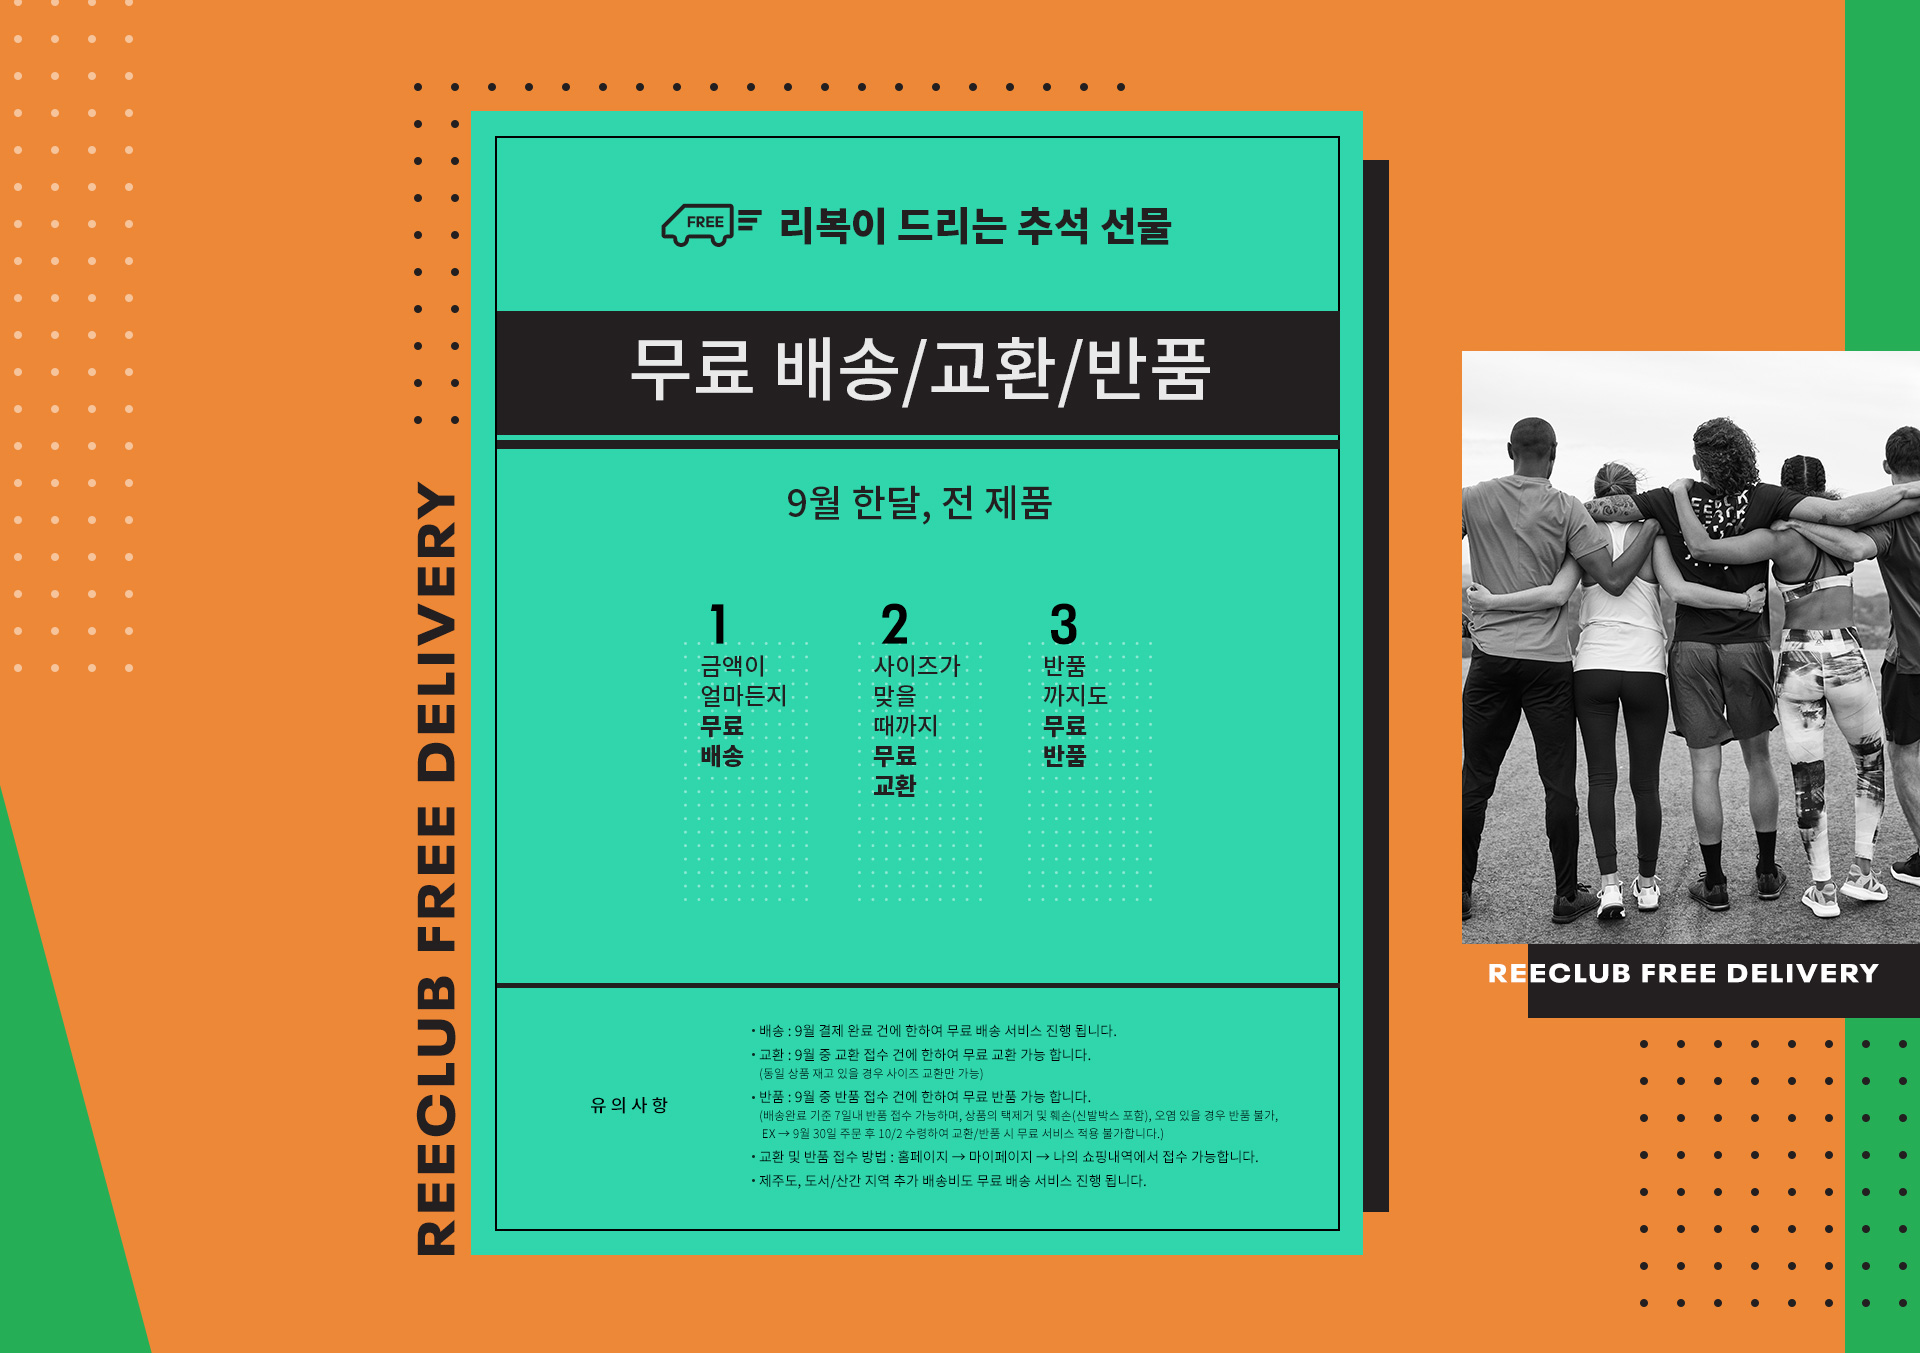 FREE 리복이 드리는 추석 선물
무료 배송/교환/반품
9월 한달, 전 제품
1
금액이
얼마든지
무료
배송
2
사이즈가
맞을
때까지
무료
교환
3
반품
까지도
무료
반품
유의사항
• 배송 : 9월 결제 완료 건에 한하여 무료 배송 서비스 진행 됩니다.
• 교환 : 9월 중 교환 접수 건에 한하여 무료 교환 가능 합니다.
(동일 상품 재고 있을 경우 사이즈 교환만 가능)
• 반품 : 9월 중 반품 접수 건에 한하여 무료 반품 가능 합니다.
(배송완료 기준 7일내 반품 접수 가능하며, 상품의 택제거 및 훼손(신발박스 포함), 오염 있을 경우 반품 불가,
EX → 9월 30일 주문 후 10/2 수령하여 교환/반품 시 무료 서비스 적용 불가합니다.)
• 교환 및 반품 접수 방법 : 홈페이지 → 마이페이지 → 나의 쇼핑내역에서 접수 가능합니다.
• 제주도, 도서/산간 지역 추가 배송비도 무료 배송 서비스 진행 됩니다.
REECLUB FREE DELIVERY
REECLUB FREE DELIVERY